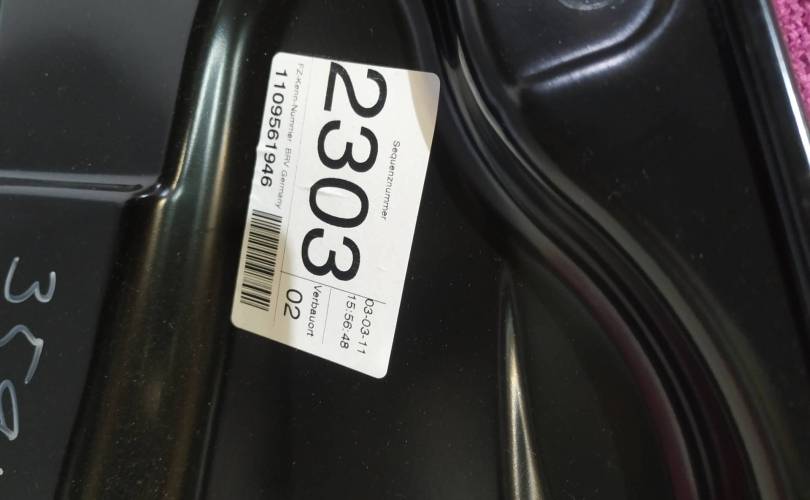 Sequenznummer
2303
03-03-11
15:56:48
Verbauort
02
FZ-Kenn-Nummer BRV Germany
1109561946